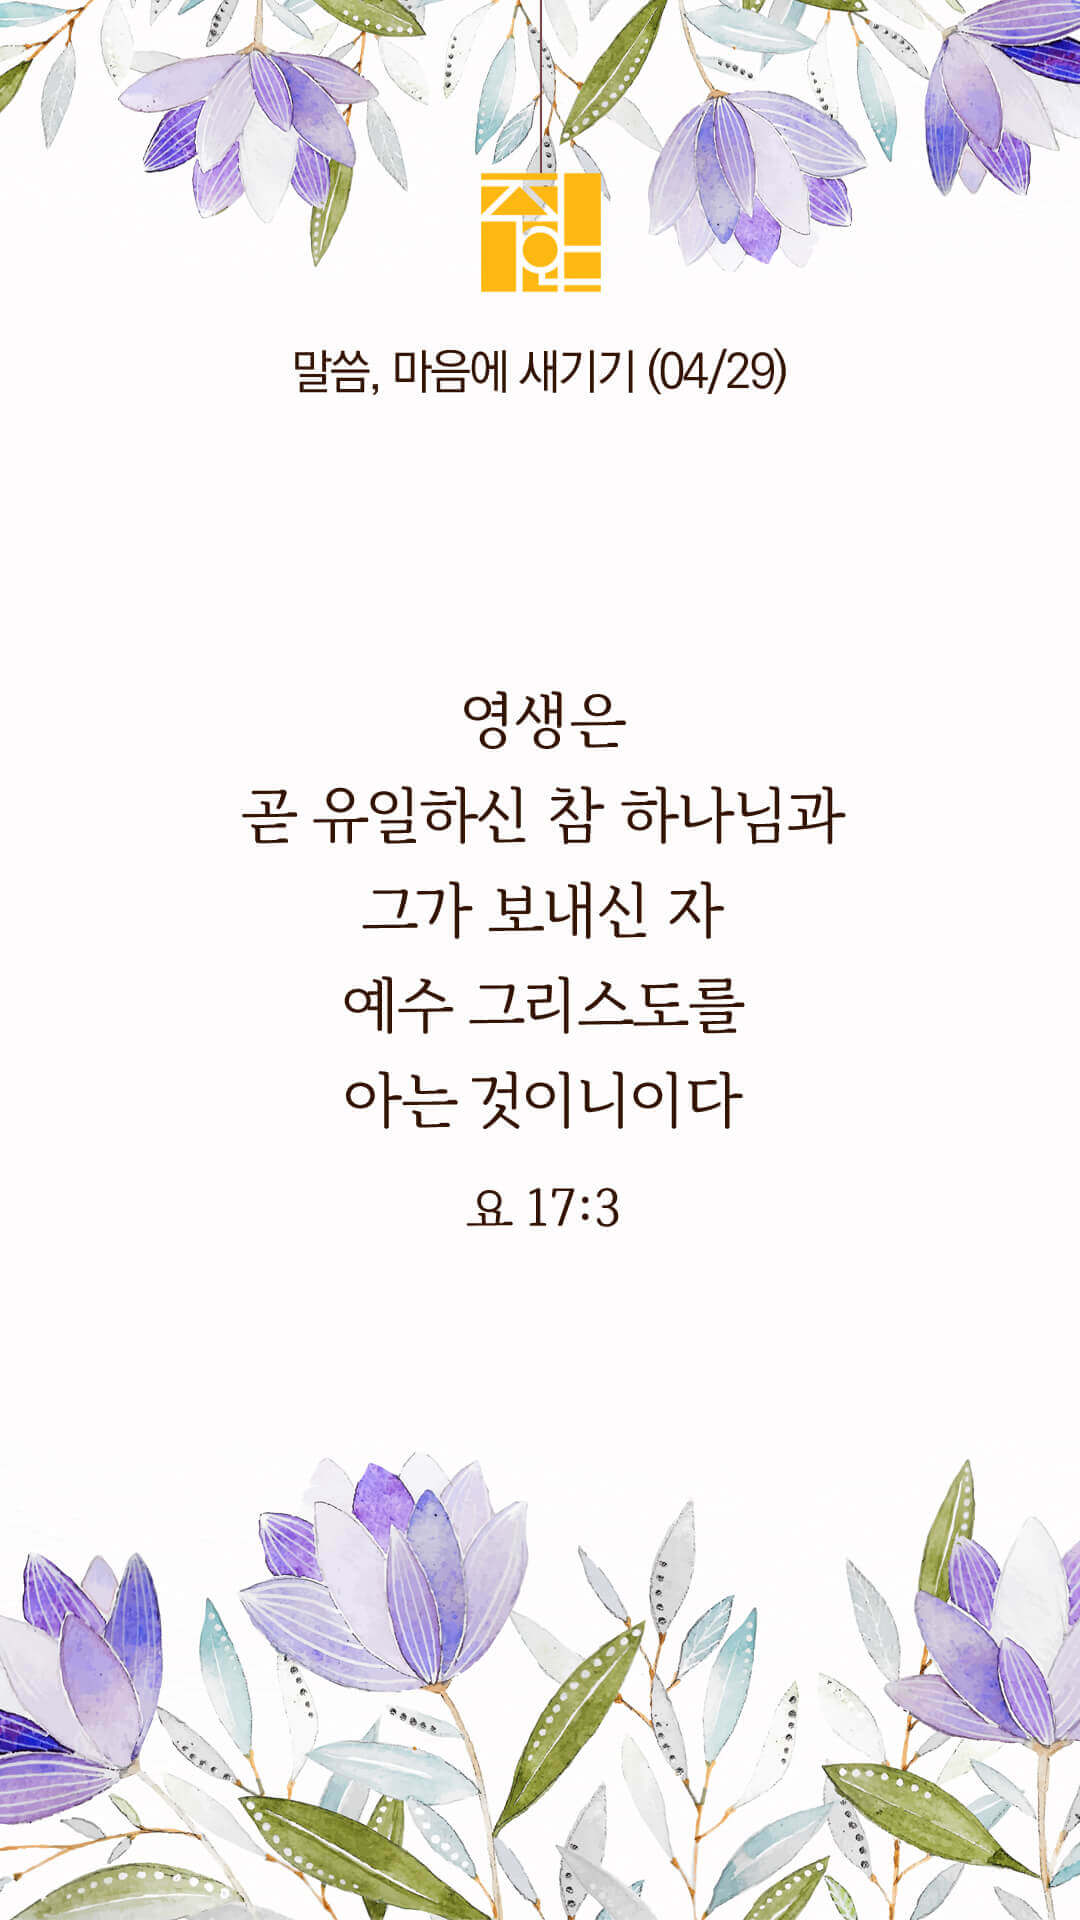 말씀, 마음에 새기기 (04/29)
영생은
곧 유일하신 참 하나님과
그가 보내신 자
예수 그리스도를
아는 것이니이다
요 17:3